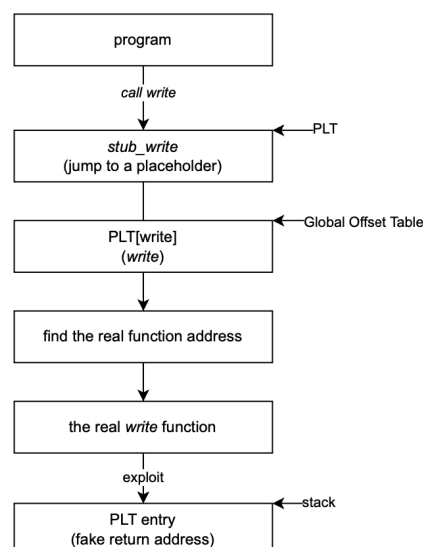 program
call write
stub_write
(jump to a placeholder)
PLT
PLT[write]
(write)
Global Offset Table
find the real function address
the real write function
exploit
PLT entry
(fake return address)
stack